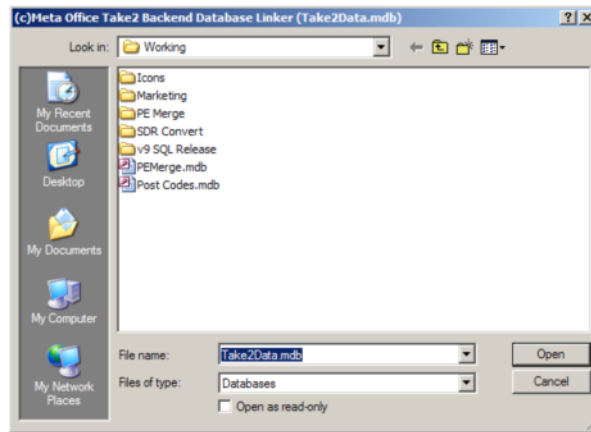 (c)Meta Office Take2 Backend Database Linker (Take2Data.mdb)
Look in: Working
Icons
Marketing
PE Merge
SDR Convert
v9 SQL Release
PEMerge.mdb
Post Codes.mdb
My Recent
Documents
Desktop
My Documents
My Computer
My Network
Places
File name: Take2Data.mdb Open
Files of type: Databases Cancel
Open as read-only